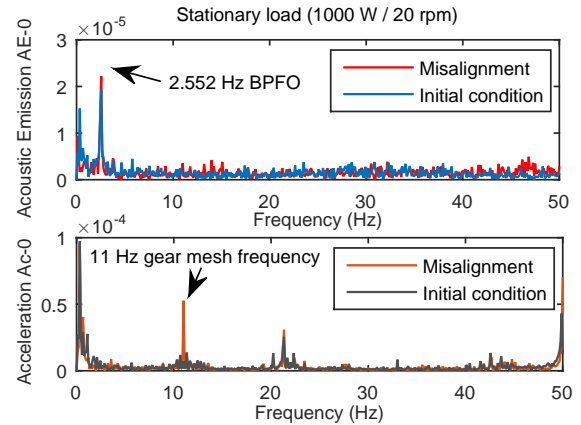 Stationary load (1000 W / 20 rpm)
×10^-5
Acoustic Emission AE-0
3
2
1
0
2.552 Hz BPFO
Misalignment
Initial condition
0 10 20 30 40 50
Frequency (Hz)
×10^-4
Acceleration Ac-0
1
0.5
0
11 Hz gear mesh frequency
Misalignment
Initial condition
0 10 20 30 40 50
Frequency (Hz)